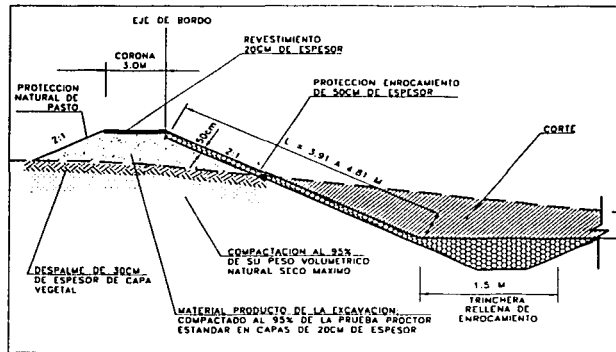 EJE DE BORDO
CORONA
3.0M
REVESTIMIENTO
20CM DE ESPESOR
PROTECCION
NATURAL DE
PASTO
PROTECCION ENROCAMIENTO
DE 50CM DE ESPESOR
CORTE
2:1
50cm
2:1
L = 3.91 A 4.81 M
COMPACTACION AL 95%
DE SU PESO VOLUMETRICO
NATURAL SECO MAXIMO
DESPALME DE 30CM
DE ESPESOR DE CAPA
VEGETAL
MATERIAL PRODUCTO DE LA EXCAVACION,
COMPACTADO AL 95% DE LA PRUEBA PROCTOR
ESTANDAR EN CAPAS DE 20CM DE ESPESOR
1.5 M
TRINCHERA
RELLENA DE
ENROCAMIENTO